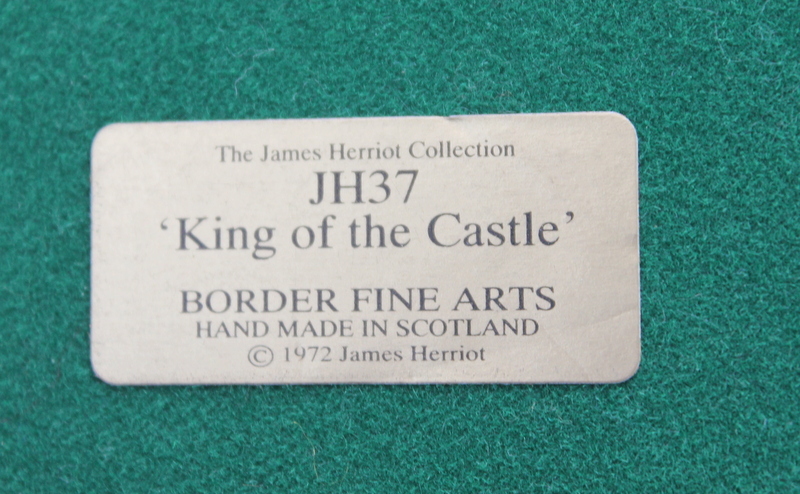 The James Herriot Collection
JH37
‘King of the Castle’
BORDER FINE ARTS
HAND MADE IN SCOTLAND
© 1972 James Herriot